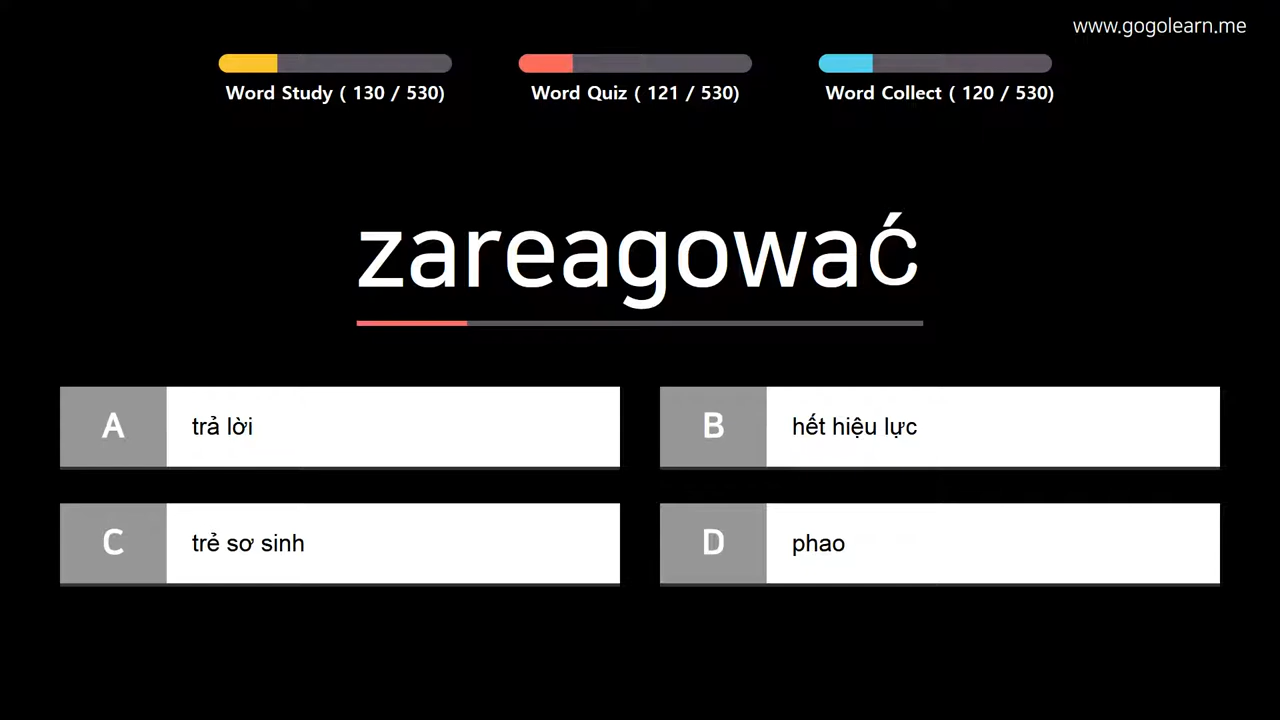 www.gogolearn.me
Word Study ( 130 / 530)
Word Quiz ( 121 / 530)
Word Collect ( 120 / 530)
zareagować
A trả lời
B hết hiệu lực
C trẻ sơ sinh
D phao